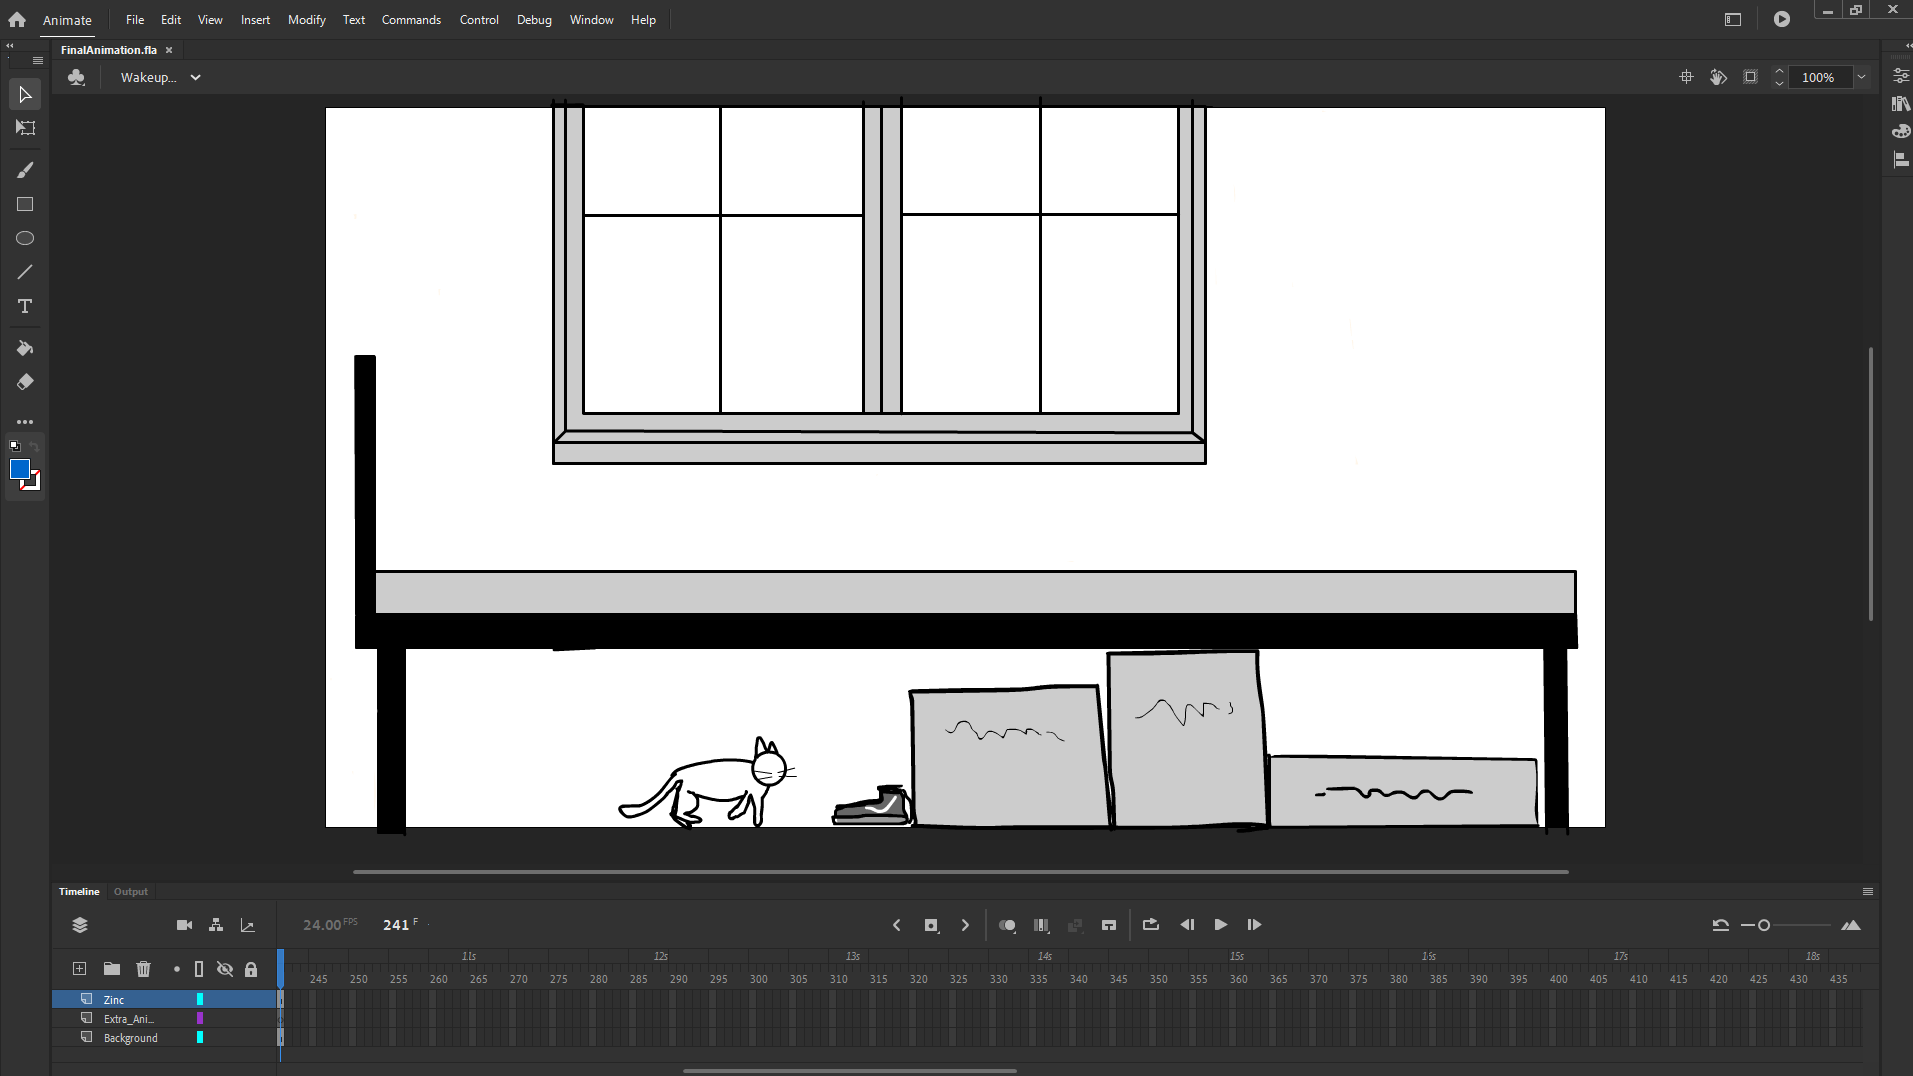 Animate File Edit View Insert Modify Text Commands Control Debug Window Help
FinalAnimation.fla ×
Wakeup... 100%
Timeline Output
24.00 FPS 241 F
11s 12s 13s 14s 15s 16s 17s 18s
245 250 255 260 265 270 275 280 285 290 295 300 305 310 315 320 325 330 335 340 345 350 355 360 365 370 375 380 385 390 395 400 405 410 415 420 425 430 435
Zinc
Extra_Ani...
Background